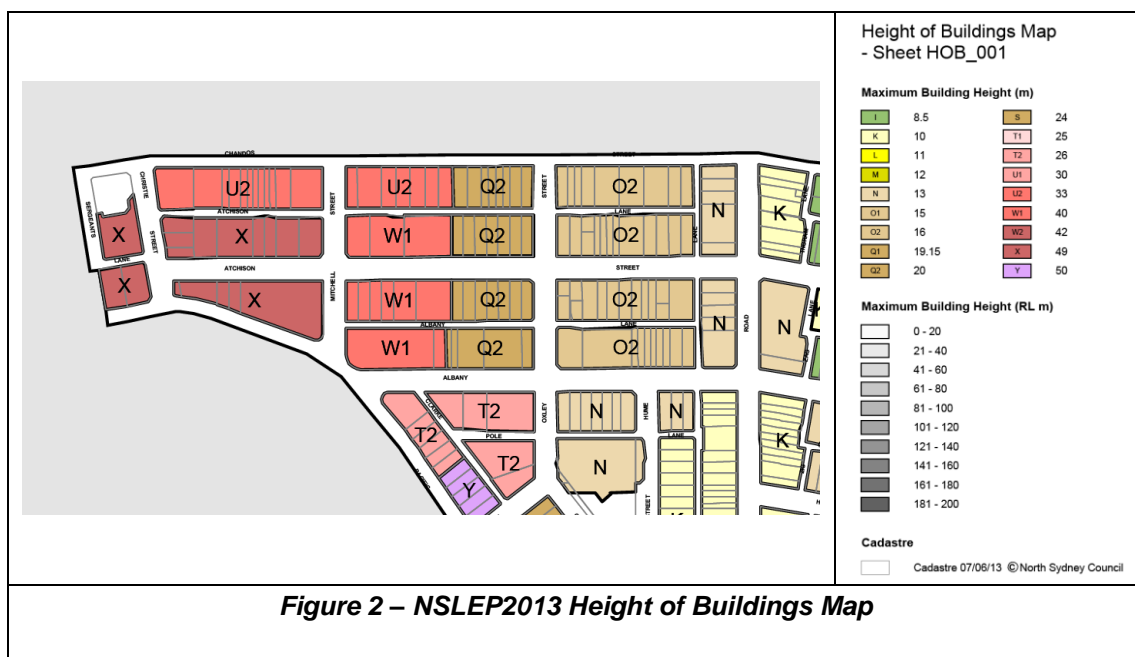 CHANDOS
STREET
CHRISTIE
SERGEANTS
U2
STREET
U2
Q2
STREET
O2
N
K
LANE
ATCHISON
LANE
X
STREET
X
W1
Q2
O2
LANE
LANE
ATCHISON
STREET
X
X
MITCHELL
W1
Q2
O2
N
ROAD
N
LANE
K
ALBANY
LANE
W1
Q2
O2
ALBANY
T2
CLARKE
T2
OXLEY
N
HUME
N
K
POLE
LANE
T2
Y
N
STREET
K
Height of Buildings Map
- Sheet HOB_001
Maximum Building Height (m)
I 8.5 S 24
K 10 T1 25
L 11 T2 26
M 12 U1 30
N 13 U2 33
O1 15 W1 40
O2 16 W2 42
Q1 19.15 X 49
Q2 20 Y 50
Maximum Building Height (RL m)
0 - 20
21 - 40
41 - 60
61 - 80
81 - 100
101 - 120
121 - 140
141 - 160
161 - 180
181 - 200
Cadastre
Cadastre 07/06/13 ©North Sydney Council
Figure 2 – NSLEP2013 Height of Buildings Map